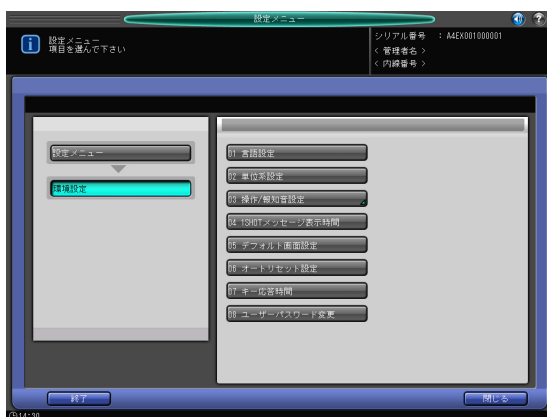 設定メニュー
設定メニュー
項目を選んで下さい
シリアル番号 : A4EX001000001
< 管理者名 >
< 内線番号 >
設定メニュー
環境設定
01 言語設定
02 単位系設定
03 操作/報知音設定
04 1SHOTメッセージ表示時間
05 デフォルト画面設定
06 オートリセット設定
07 キー応答時間
08 ユーザーパスワード変更
終了
閉じる
14:30